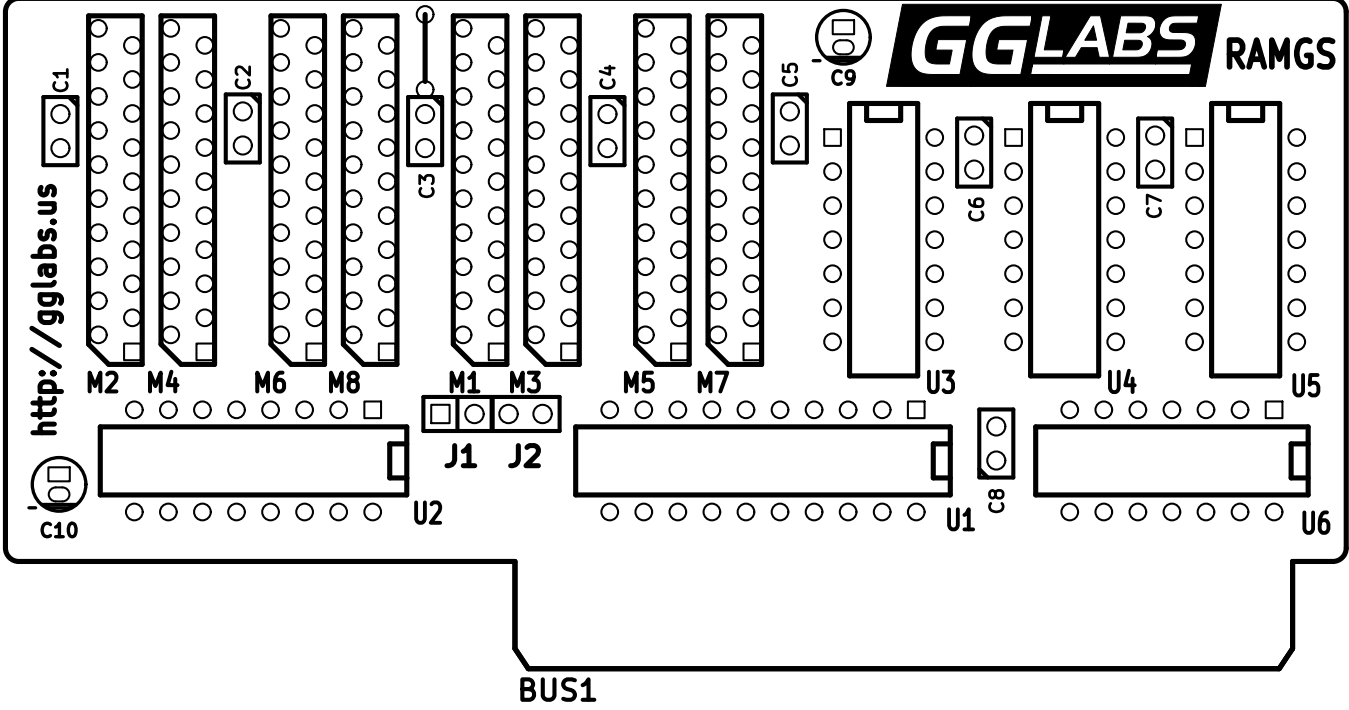 GGLABS RAMGS
C1
C2
C4
C5
C9
C3
C6
C7
http://gglabs.us
M2 M4 M6 M8 M1 M3 M5 M7 U3 U4 U5
J1 J2
C8
C10
U2
U1
U6
BUS1